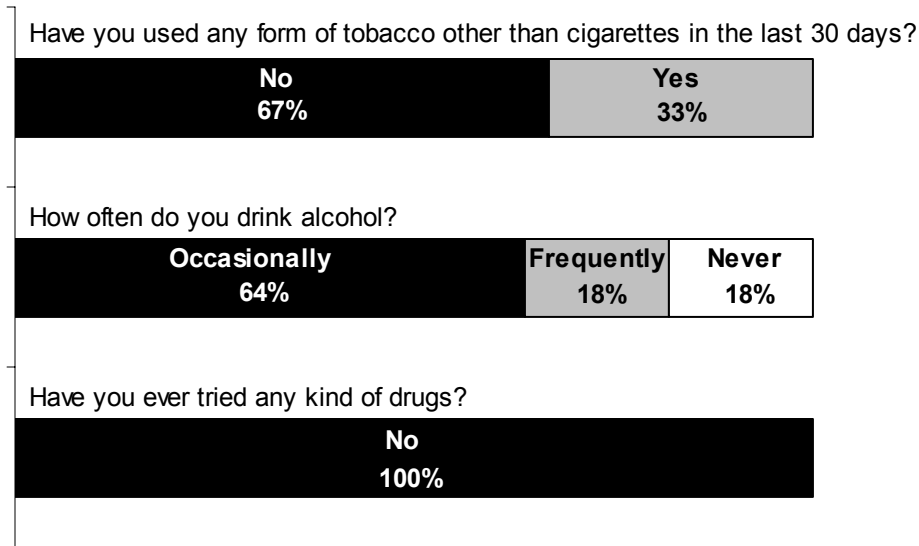 Have you used any form of tobacco other than cigarettes in the last 30 days?
No Yes
67% 33%
How often do you drink alcohol?
Occasionally Frequently Never
64% 18% 18%
Have you ever tried any kind of drugs?
No
100%